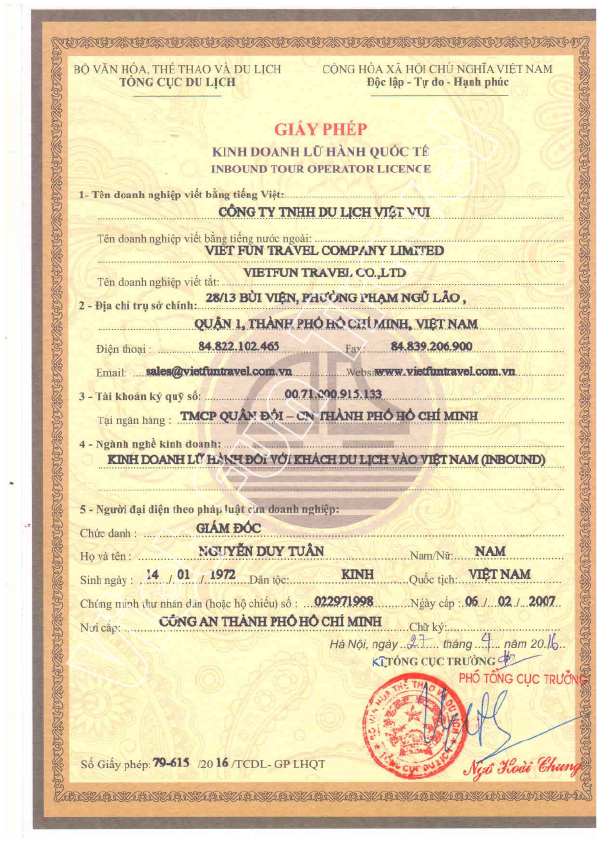 BỘ VĂN HÓA, THỂ THAO VÀ DU LỊCH
TỔNG CỤC DU LỊCH
CỘNG HÒA XÃ HỘI CHỦ NGHĨA VIỆT NAM
Độc lập - Tự do - Hạnh phúc
GIẤY PHÉP
KINH DOANH LỮ HÀNH QUỐC TẾ
INBOUND TOUR OPERATOR LICENCE
1- Tên doanh nghiệp viết bằng tiếng Việt:
CÔNG TY TNHH DU LỊCH VIỆT VUI
Tên doanh nghiệp viết bằng tiếng nước ngoài:
VIET FUN TRAVEL COMPANY LIMITED
Tên doanh nghiệp viết tắt: VIETFUN TRAVEL CO.,LTD
2 - Địa chỉ trụ sở chính: 28/13 BÙI VIỆN, PHƯỜNG PHẠM NGŨ LÃO ,
QUẬN 1, THÀNH PHỐ HỒ CHÍ MINH, VIỆT NAM
Điện thoại : 84.822.102.465 Fax: 84.839.206.900
Email: sales@vietfuntravel.com.vn Website: www.vietfuntravel.com.vn
3 - Tài khoản ký quỹ số: 00.71.000.915.133
Tại ngân hàng : TMCP QUÂN ĐỘI – CN THÀNH PHỐ HỒ CHÍ MINH
4 - Ngành nghề kinh doanh:
KINH DOANH LỮ HÀNH ĐỐI VỚI KHÁCH DU LỊCH VÀO VIỆT NAM (INBOUND)
5 - Người đại diện theo pháp luật của doanh nghiệp:
Chức danh : GIÁM ĐỐC
Họ và tên : NGUYỄN DUY TUẤN Nam/Nữ: NAM
Sinh ngày : 14 / 01 / 1972 Dân tộc: KINH Quốc tịch: VIỆT NAM
Chứng minh thư nhân dân (hoặc hộ chiếu) số : 022971998 Ngày cấp : 06 / 02 / 2007
Nơi cấp: CÔNG AN THÀNH PHỐ HỒ CHÍ MINH Chữ ký:
Hà Nội, ngày 27 tháng 4 năm 2016
KT.TỔNG CỤC TRƯỞNG
PHÓ TỔNG CỤC TRƯỞNG
Ngô Hoài Chung
Số Giấy phép: 79-615 /2016 /TCDL- GP LHQT